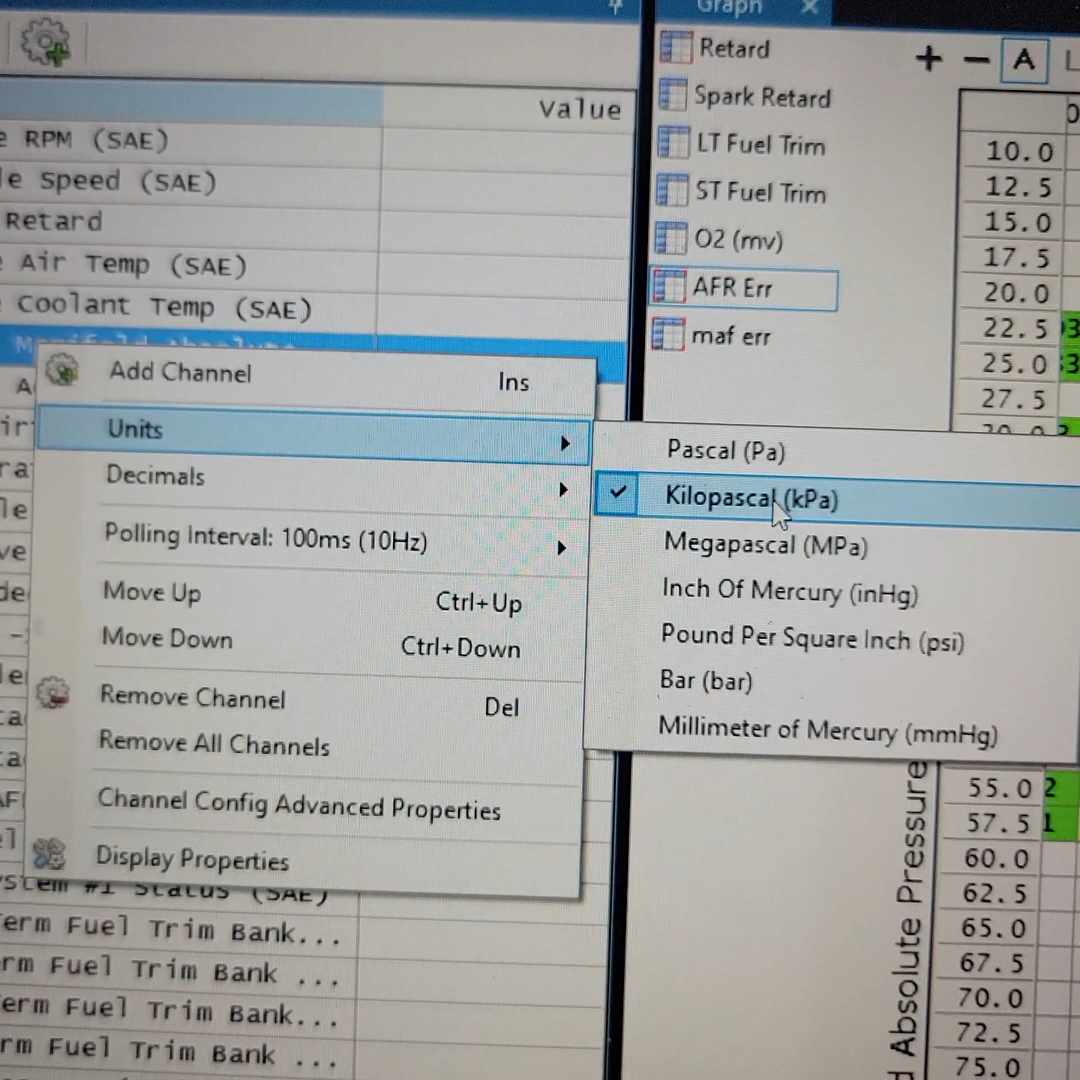 Graph
Value
RPM (SAE)
Speed (SAE)
Retard
Air Temp (SAE)
Coolant Temp (SAE)
Add Channel Ins
Units
Decimals
Polling Interval: 100ms (10Hz)
Move Up Ctrl+Up
Move Down Ctrl+Down
Remove Channel Del
Remove All Channels
Channel Config Advanced Properties
Display Properties
#1 Status (SAE)
Fuel Trim Bank...
Fuel Trim Bank ...
Fuel Trim Bank...
Fuel Trim Bank ...
Pascal (Pa)
Kilopascal (kPa)
Megapascal (MPa)
Inch Of Mercury (inHg)
Pound Per Square Inch (psi)
Bar (bar)
Millimeter of Mercury (mmHg)
Retard
Spark Retard
LT Fuel Trim
ST Fuel Trim
O2 (mv)
AFR Err
maf err
+ − A
10.0
12.5
15.0
17.5
20.0
22.5
25.0
27.5
55.0 2
57.5 1
60.0
62.5
65.0
67.5
70.0
72.5
75.0
Absolute Pressure